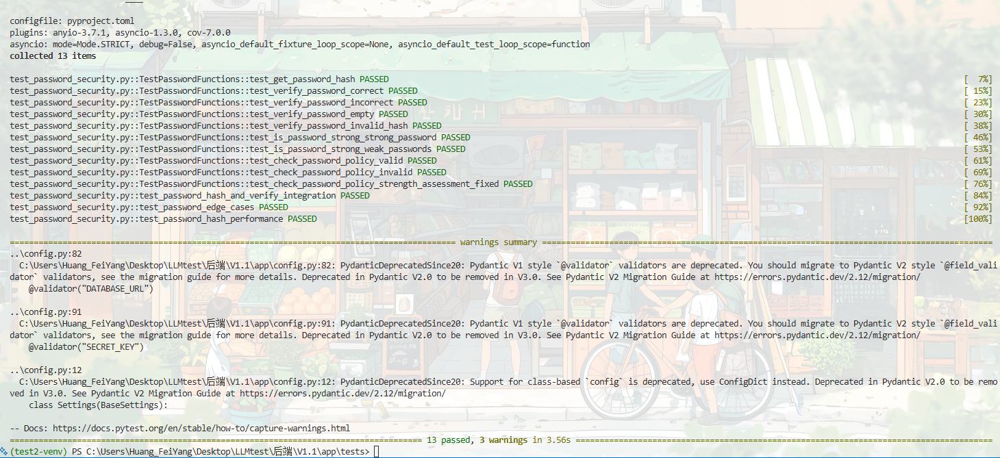 configfile: pyproject.toml
plugins: anyio-3.7.1, asyncio-1.3.0, cov-7.0.0
asyncio: mode=Mode.STRICT, debug=False, asyncio_default_fixture_loop_scope=None, asyncio_default_test_loop_scope=function
collected 13 items
test_password_security.py::TestPasswordFunctions::test_get_password_hash PASSED [  7%]
test_password_security.py::TestPasswordFunctions::test_verify_password_correct PASSED [ 15%]
test_password_security.py::TestPasswordFunctions::test_verify_password_incorrect PASSED [ 23%]
test_password_security.py::TestPasswordFunctions::test_verify_password_empty PASSED [ 30%]
test_password_security.py::TestPasswordFunctions::test_verify_password_invalid_hash PASSED [ 38%]
test_password_security.py::TestPasswordFunctions::test_is_password_strong_strong_password PASSED [ 46%]
test_password_security.py::TestPasswordFunctions::test_is_password_strong_weak_passwords PASSED [ 53%]
test_password_security.py::TestPasswordFunctions::test_check_password_policy_valid PASSED [ 61%]
test_password_security.py::TestPasswordFunctions::test_check_password_policy_invalid PASSED [ 69%]
test_password_security.py::TestPasswordFunctions::test_check_password_policy_strength_assessment_fixed PASSED [ 76%]
test_password_security.py::test_password_hash_and_verify_integration PASSED [ 84%]
test_password_security.py::test_password_edge_cases PASSED [ 92%]
test_password_security.py::test_password_hash_performance PASSED [100%]
warnings summary
..\config.py:82
C:\Users\Huang_FeiYang\Desktop\LLMtest\后端\V1.1\app\config.py:82: PydanticDeprecatedSince20: Pydantic V1 style `@validator` validators are deprecated. You should migrate to Pydantic V2 style `@field_vali
dator` validators, see the migration guide for more details. Deprecated in Pydantic V2.0 to be removed in V3.0. See Pydantic V2 Migration Guide at https://errors.pydantic.dev/2.12/migration/
@validator("DATABASE_URL")
..\config.py:91
C:\Users\Huang_FeiYang\Desktop\LLMtest\后端\V1.1\app\config.py:91: PydanticDeprecatedSince20: Pydantic V1 style `@validator` validators are deprecated. You should migrate to Pydantic V2 style `@field_vali
dator` validators, see the migration guide for more details. Deprecated in Pydantic V2.0 to be removed in V3.0. See Pydantic V2 Migration Guide at https://errors.pydantic.dev/2.12/migration/
@validator("SECRET_KEY")
..\config.py:12
C:\Users\Huang_FeiYang\Desktop\LLMtest\后端\V1.1\app\config.py:12: PydanticDeprecatedSince20: Support for class-based `config` is deprecated, use ConfigDict instead. Deprecated in Pydantic V2.0 to be remo
ved in V3.0. See Pydantic V2 Migration Guide at https://errors.pydantic.dev/2.12/migration/
class Settings(BaseSettings):
-- Docs: https://docs.pytest.org/en/stable/how-to/capture-warnings.html
13 passed, 3 warnings in 3.56s
(test2-venv) PS C:\Users\Huang_FeiYang\Desktop\LLMtest\后端\V1.1\app\tests>